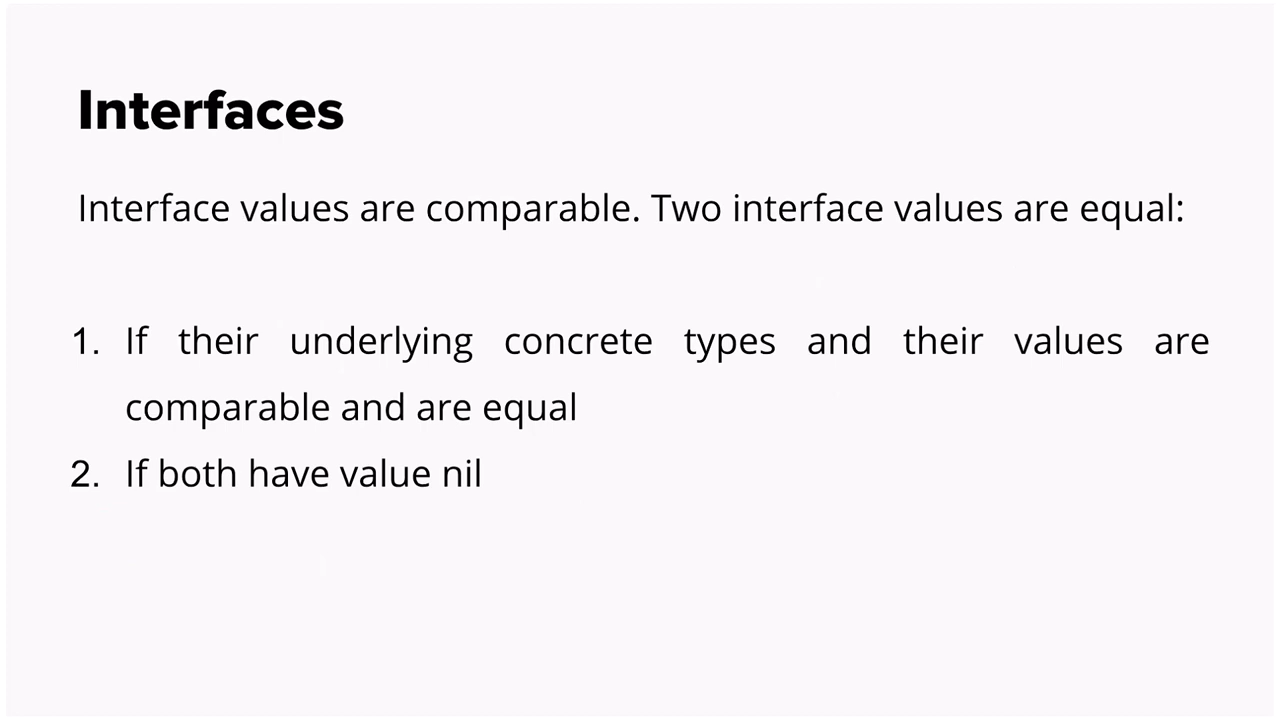 Interfaces
Interface values are comparable. Two interface values are equal:
1. If their underlying concrete types and their values are
comparable and are equal
2. If both have value nil